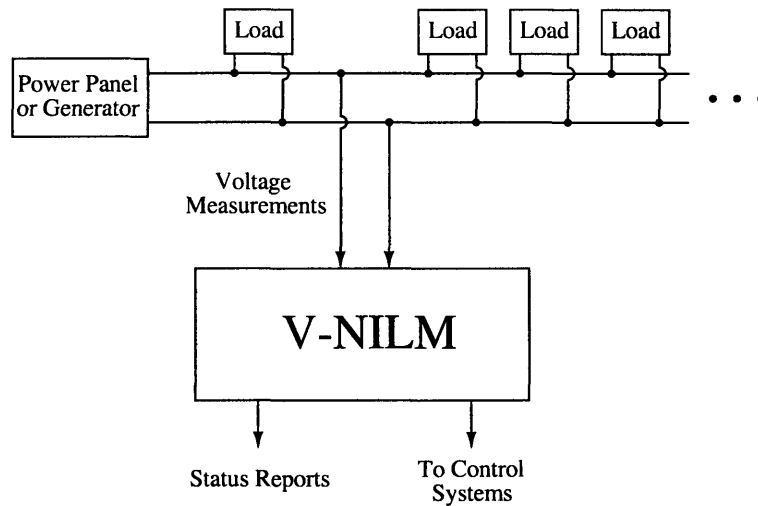 Load
Load
Load
Load
Power Panel
or Generator
Voltage
Measurements
V-NILM
Status Reports
To Control
Systems